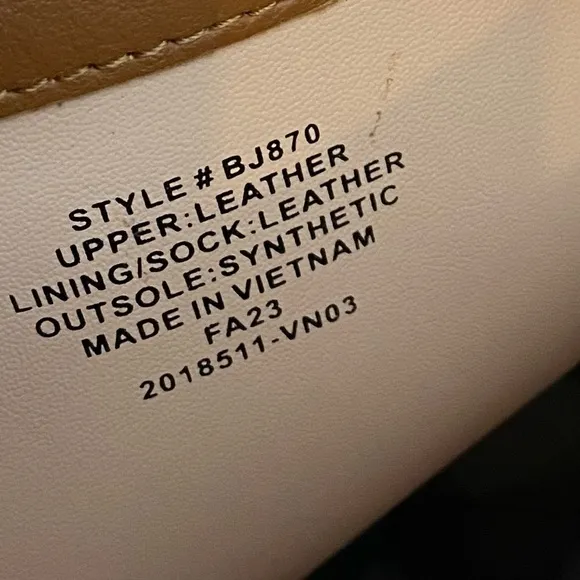 STYLE # BJ870
UPPER:LEATHER
LINING/SOCK:LEATHER
OUTSOLE:SYNTHETIC
MADE IN VIETNAM
FA23
2018511-VN03